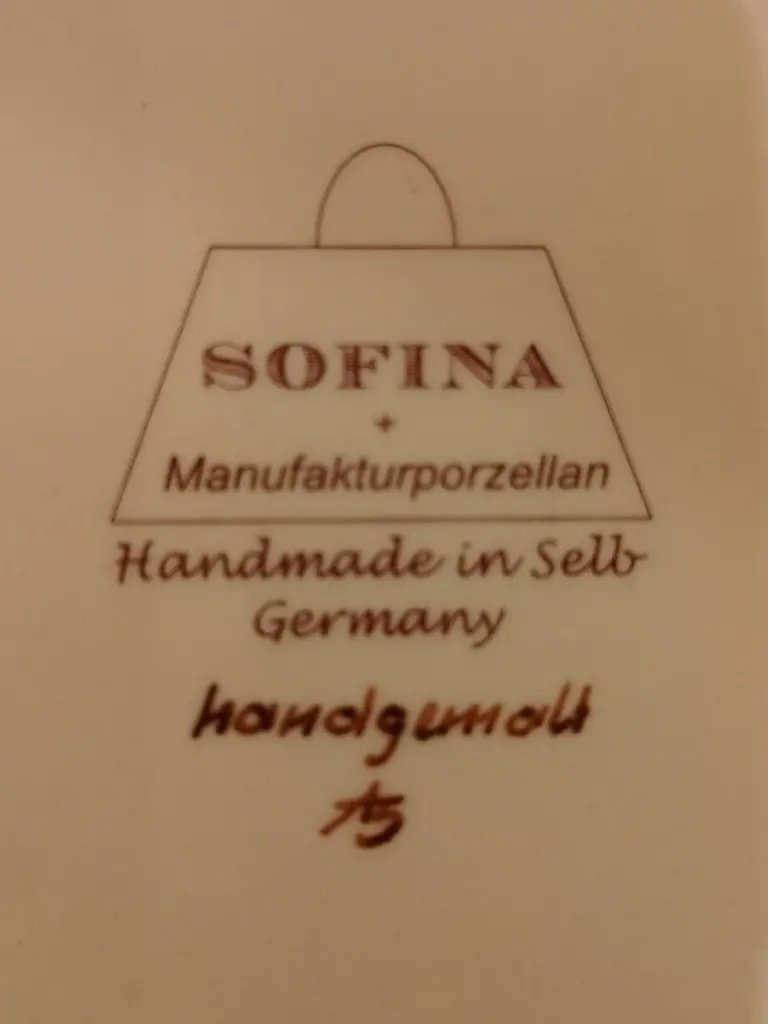 SOFINA
+
Manufakturporzellan
Handmade in Selb
Germany
handgemalt